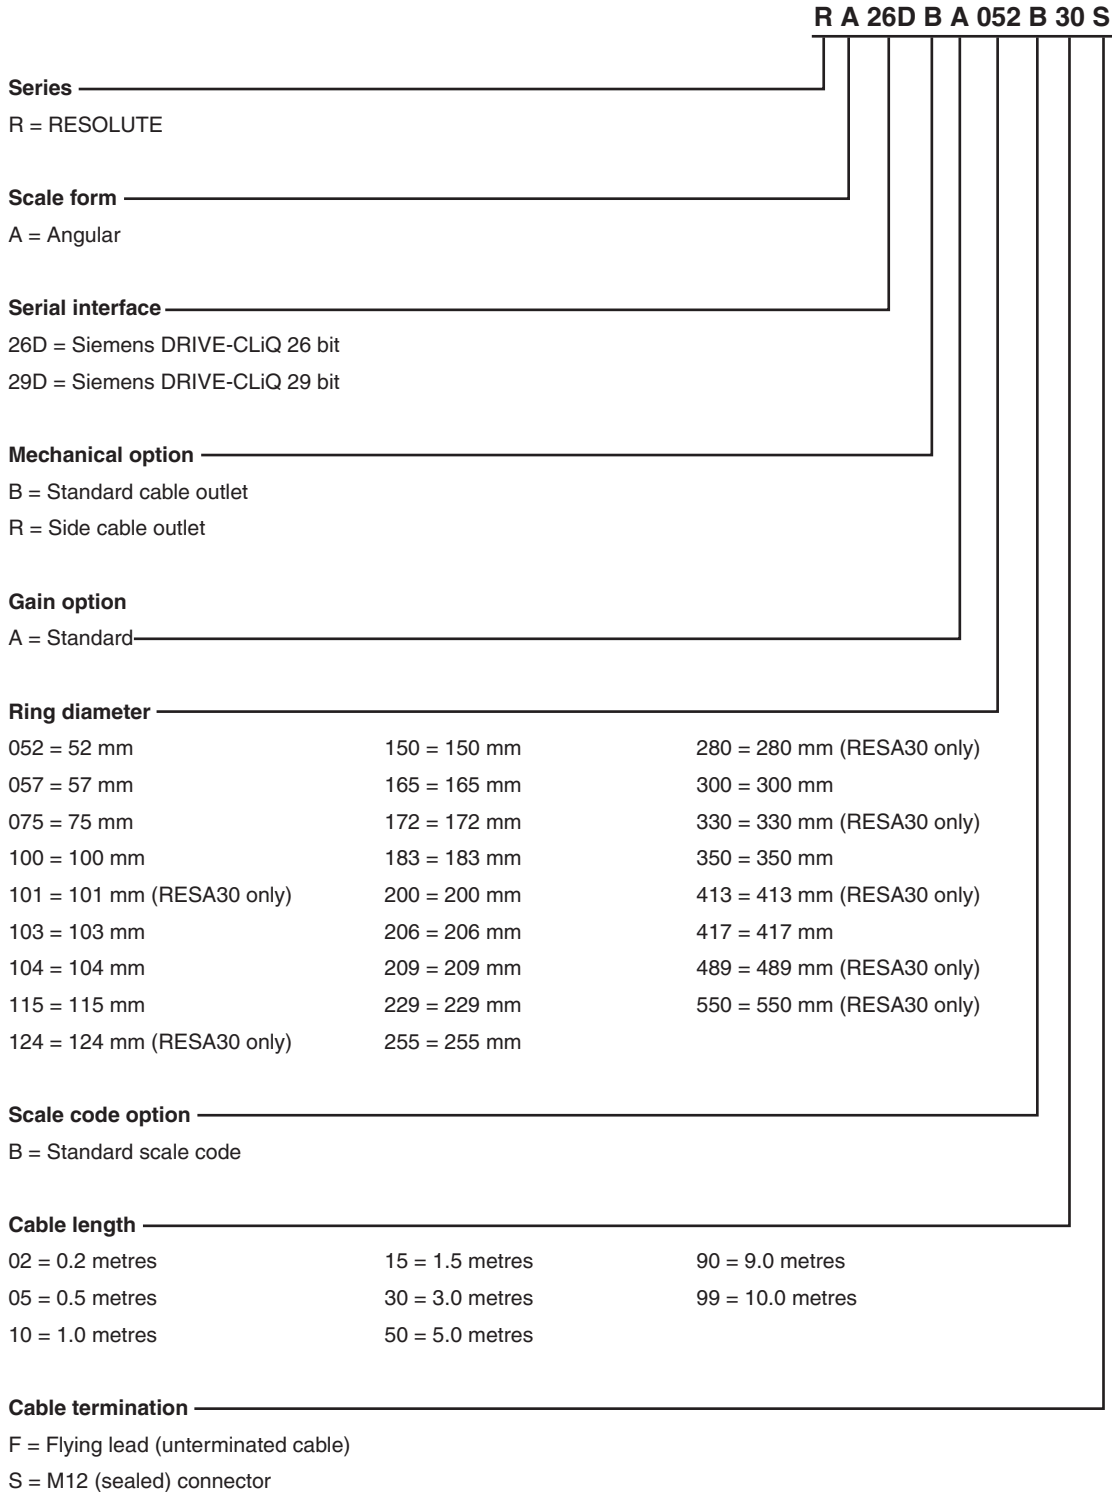 R A 26D B A 052 B 30 S
Series
R = RESOLUTE
Scale form
A = Angular
Serial interface
26D = Siemens DRIVE-CLiQ 26 bit
29D = Siemens DRIVE-CLiQ 29 bit
Mechanical option
B = Standard cable outlet
R = Side cable outlet
Gain option
A = Standard
Ring diameter
052 = 52 mm 150 = 150 mm 280 = 280 mm (RESA30 only)
057 = 57 mm 165 = 165 mm 300 = 300 mm
075 = 75 mm 172 = 172 mm 330 = 330 mm (RESA30 only)
100 = 100 mm 183 = 183 mm 350 = 350 mm
101 = 101 mm (RESA30 only) 200 = 200 mm 413 = 413 mm (RESA30 only)
103 = 103 mm 206 = 206 mm 417 = 417 mm
104 = 104 mm 209 = 209 mm 489 = 489 mm (RESA30 only)
115 = 115 mm 229 = 229 mm 550 = 550 mm (RESA30 only)
124 = 124 mm (RESA30 only) 255 = 255 mm
Scale code option
B = Standard scale code
Cable length
02 = 0.2 metres 15 = 1.5 metres 90 = 9.0 metres
05 = 0.5 metres 30 = 3.0 metres 99 = 10.0 metres
10 = 1.0 metres 50 = 5.0 metres
Cable termination
F = Flying lead (unterminated cable)
S = M12 (sealed) connector